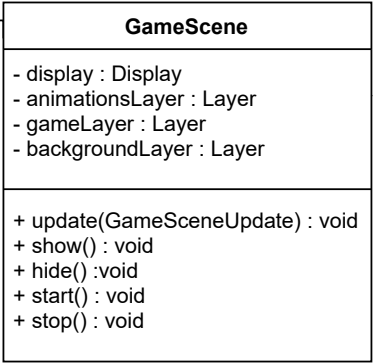 GameScene
- display : Display
- animationsLayer : Layer
- gameLayer : Layer
- backgroundLayer : Layer
+ update(GameSceneUpdate) : void
+ show() : void
+ hide() :void
+ start() : void
+ stop() : void